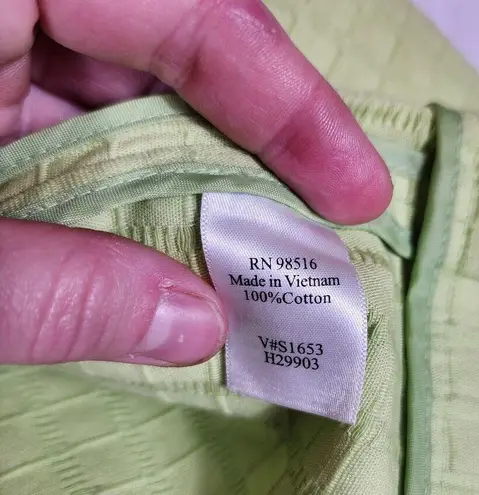 RN 98516
Made in Vietnam
100%Cotton
V#S1653
H29903